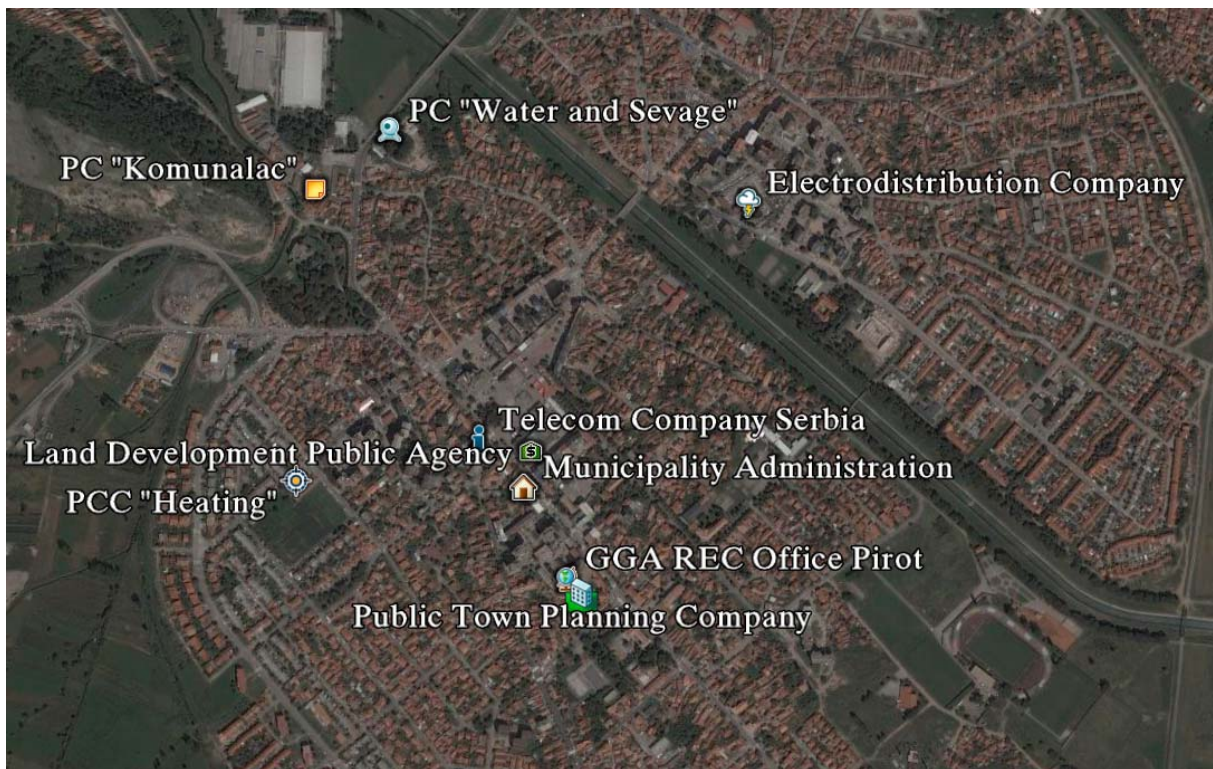 PC "Water and Sevage"
PC "Komunalac"
Electrodistribution Company
Telecom Company Serbia
Land Development Public Agency
Municipality Administration
PCC "Heating"
GGA REC Office Pirot
Public Town Planning Company